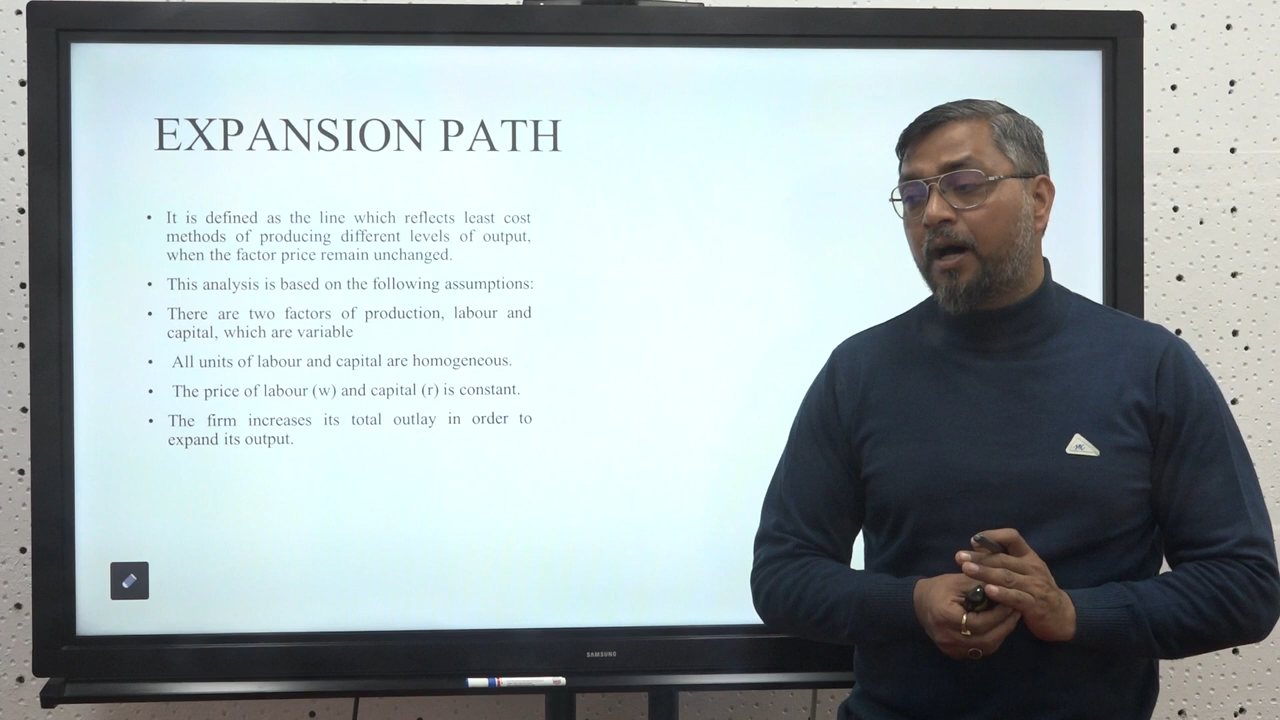 EXPANSION PATH
• It is defined as the line which reflects least cost
methods of producing different levels of output,
when the factor price remain unchanged.
• This analysis is based on the following assumptions:
• There are two factors of production, labour and
capital, which are variable
• All units of labour and capital are homogeneous.
• The price of labour (w) and capital (r) is constant.
• The firm increases its total outlay in order to
expand its output.
SAMSUNG